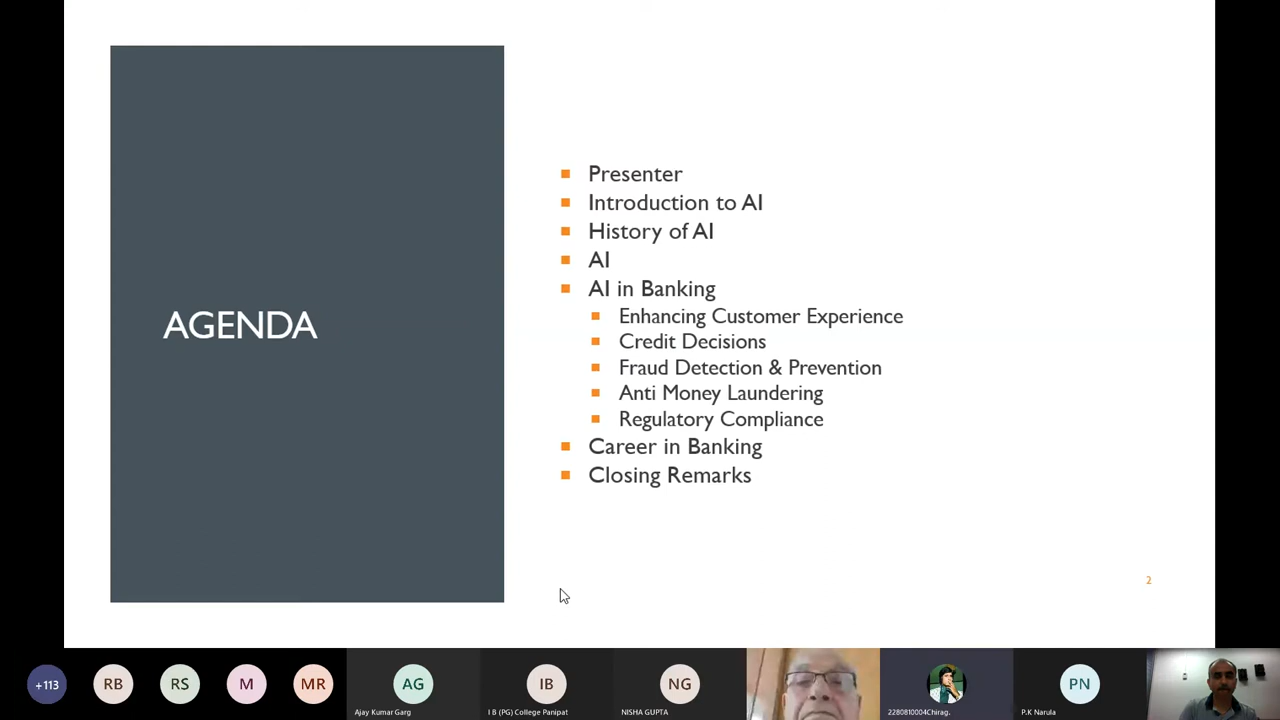 AGENDA
Presenter
Introduction to AI
History of AI
AI
AI in Banking
Enhancing Customer Experience
Credit Decisions
Fraud Detection & Prevention
Anti Money Laundering
Regulatory Compliance
Career in Banking
Closing Remarks
2
+113
RB
RS
M
MR
AG
IB
NG
PN
Ajay Kumar Garg
I B (PG) College Panipat
NISHA GUPTA
2280810004Chirag.
P.K Narula